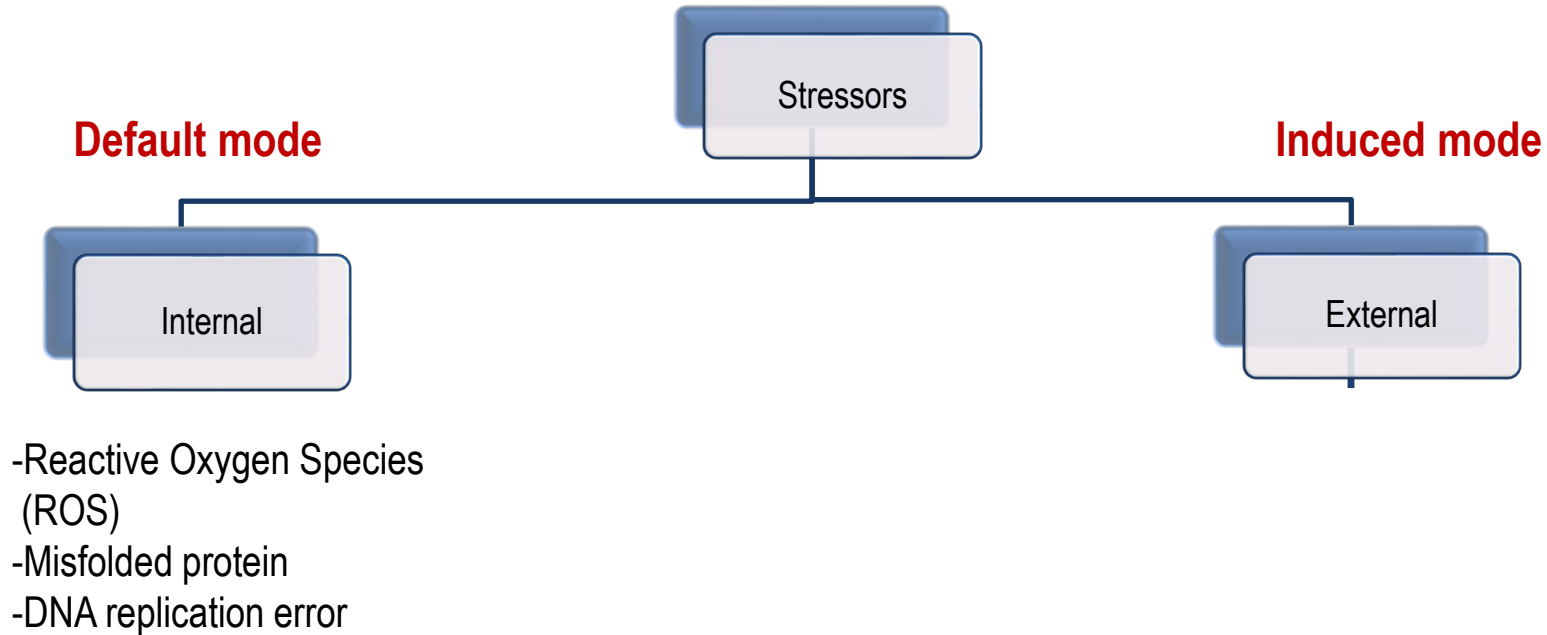 Stressors
Default mode
Induced mode
Internal
External
-Reactive Oxygen Species
(ROS)
-Misfolded protein
-DNA replication error